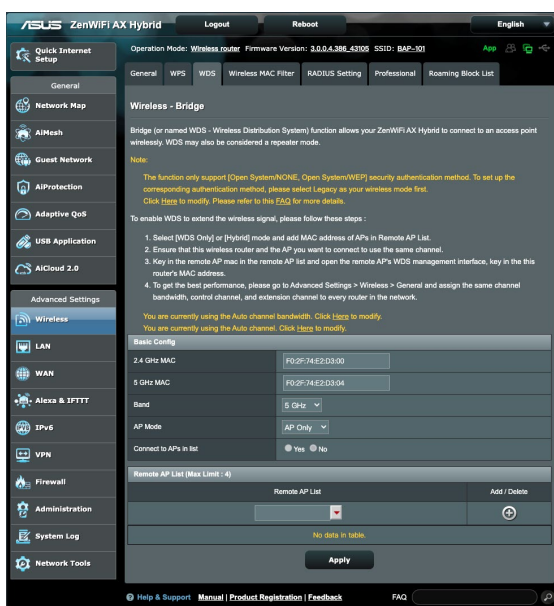 ASUS ZenWiFi AX Hybrid Logout Reboot English
Quick Internet Setup
Operation Mode: Wireless router Firmware Version: 3.0.0.4.386_43105 SSID: BAP-101 App
General WPS WDS Wireless MAC Filter RADIUS Setting Professional Roaming Block List
General
Network Map
AiMesh
Guest Network
AiProtection
Adaptive QoS
USB Application
AiCloud 2.0
Advanced Settings
Wireless
LAN
WAN
Alexa & IFTTT
IPv6
VPN
Firewall
Administration
System Log
Network Tools
Wireless - Bridge
Bridge (or named WDS - Wireless Distribution System) function allows your ZenWiFi AX Hybrid to connect to an access point
wirelessly. WDS may also be considered a repeater mode.
Note:
The function only support [Open System/NONE, Open System/WEP] security authentication method. To set up the
corresponding authentication method, please select Legacy as your wireless mode first.
Click Here to modify. Please refer to this FAQ for more details.
To enable WDS to extend the wireless signal, please follow these steps :
1. Select [WDS Only] or [Hybrid] mode and add MAC address of APs in Remote AP List.
2. Ensure that this wireless router and the AP you want to connect to use the same channel.
3. Key in the remote AP mac in the remote AP list and open the remote AP's WDS management interface, key in the this
router's MAC address.
4. To get the best performance, please go to Advanced Settings > Wireless > General and assign the same channel
bandwidth, control channel, and extension channel to every router in the network.
You are currently using the Auto channel bandwidth. Click Here to modify.
You are currently using the Auto channel. Click Here to modify.
Basic Config
2.4 GHz MAC F0:2F:74:E2:D3:00
5 GHz MAC F0:2F:74:E2:D3:04
Band 5 GHz
AP Mode AP Only
Connect to APs in list Yes No
Remote AP List (Max Limit : 4)
Remote AP List Add / Delete
No data in table.
Apply
Help & Support Manual | Product Registration | Feedback FAQ